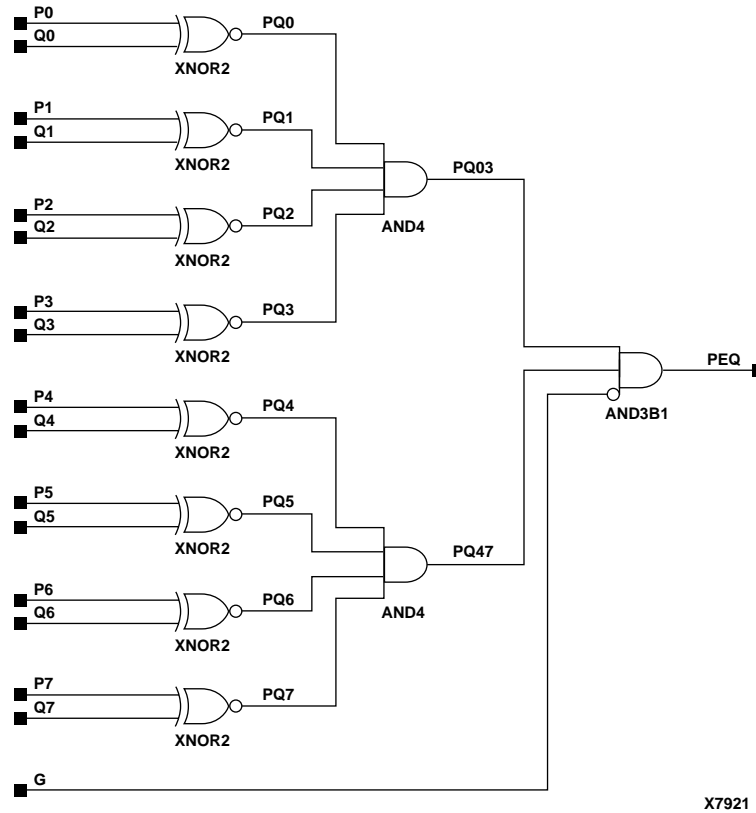 P0
PQ0
Q0
XNOR2
P1
PQ1
Q1
XNOR2
PQ03
P2
PQ2
Q2
AND4
XNOR2
P3
PQ3
Q3
XNOR2
PEQ
P4
PQ4
AND3B1
Q4
XNOR2
P5
PQ5
Q5
XNOR2
PQ47
P6
PQ6
Q6
AND4
XNOR2
P7
PQ7
Q7
XNOR2
G
X7921